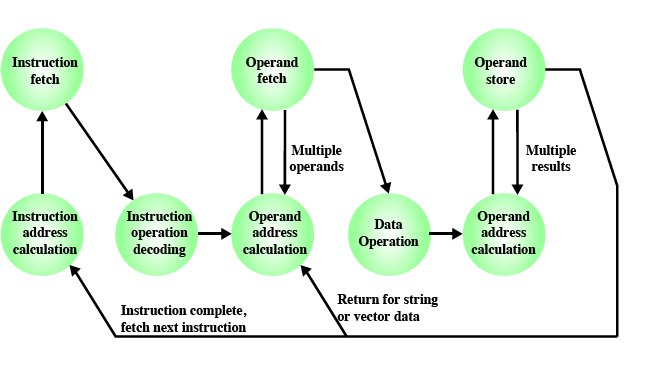 Instruction
fetch
Operand
fetch
Operand
store
Multiple
operands
Multiple
results
Instruction
address
calculation
Instruction
operation
decoding
Operand
address
calculation
Data
Operation
Operand
address
calculation
Instruction complete,
fetch next instruction
Return for string
or vector data